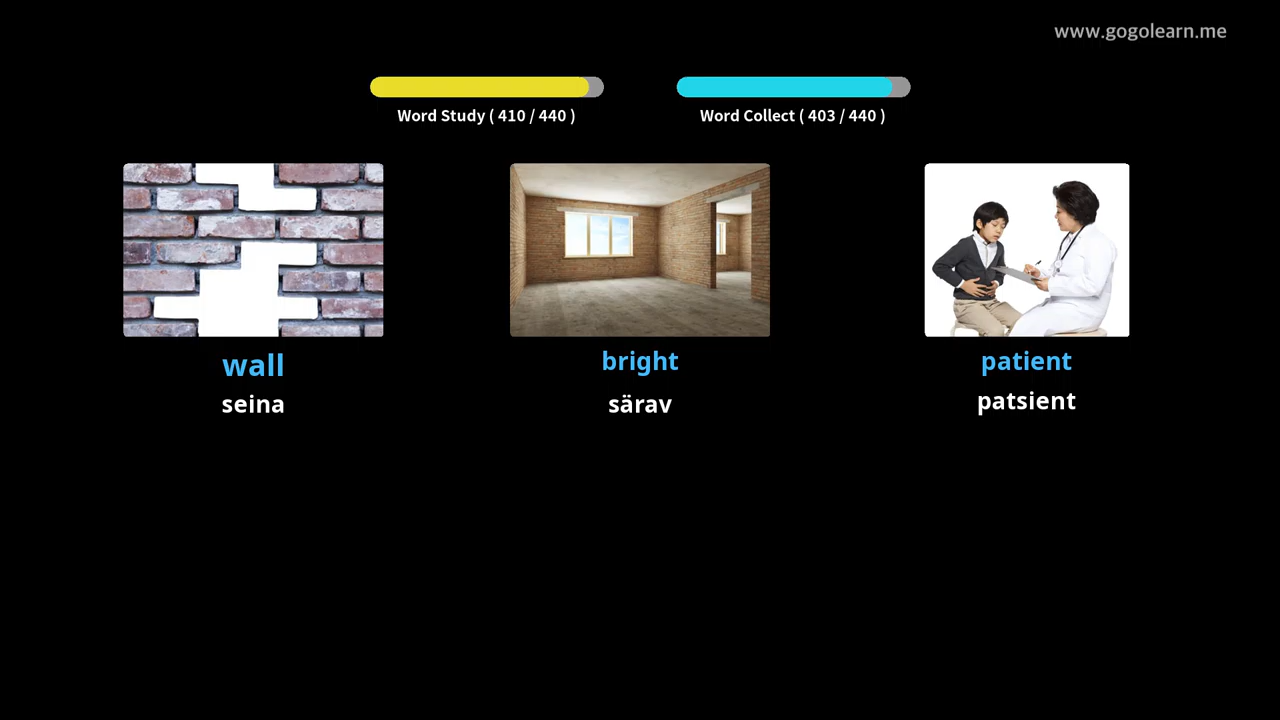 www.gogolearn.me
Word Study ( 410 / 440 )
Word Collect ( 403 / 440 )
wall
bright
patient
seina
särav
patsient